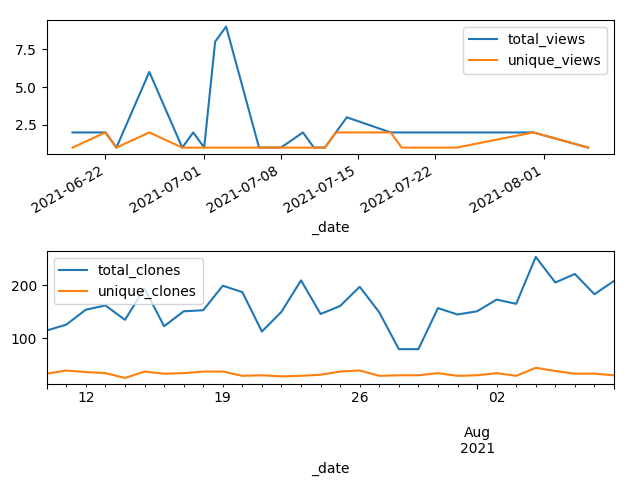 7.5
5.0
2.5
total_views
unique_views
2021-06-22
2021-07-01
2021-07-08
2021-07-15
2021-07-22
2021-08-01
_date
200
100
total_clones
unique_clones
12
19
26
02
Aug
2021
_date